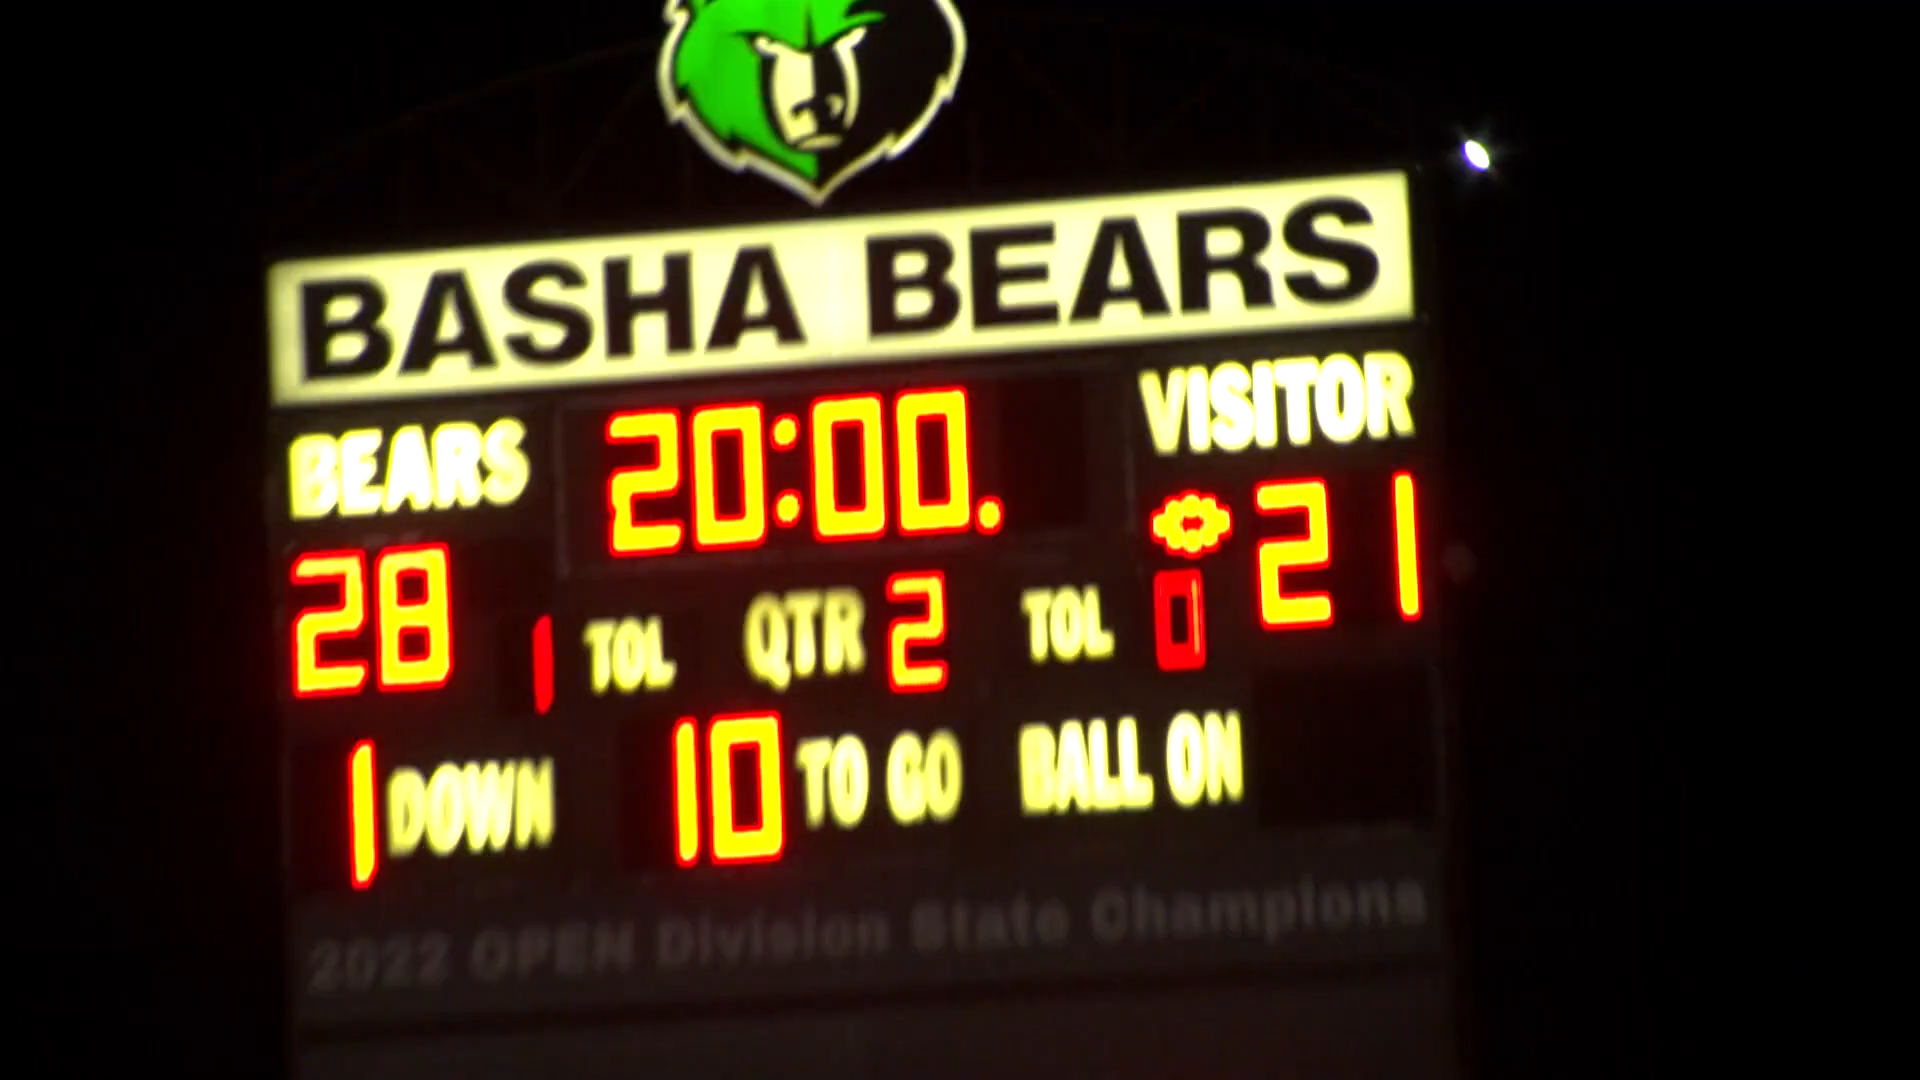 BASHA BEARS
BEARS 20:00. VISITOR
28 1 TOL QTR 2 TOL 0 21
1 DOWN 10 TO GO BALL ON
2022 OPEN Division State Champions